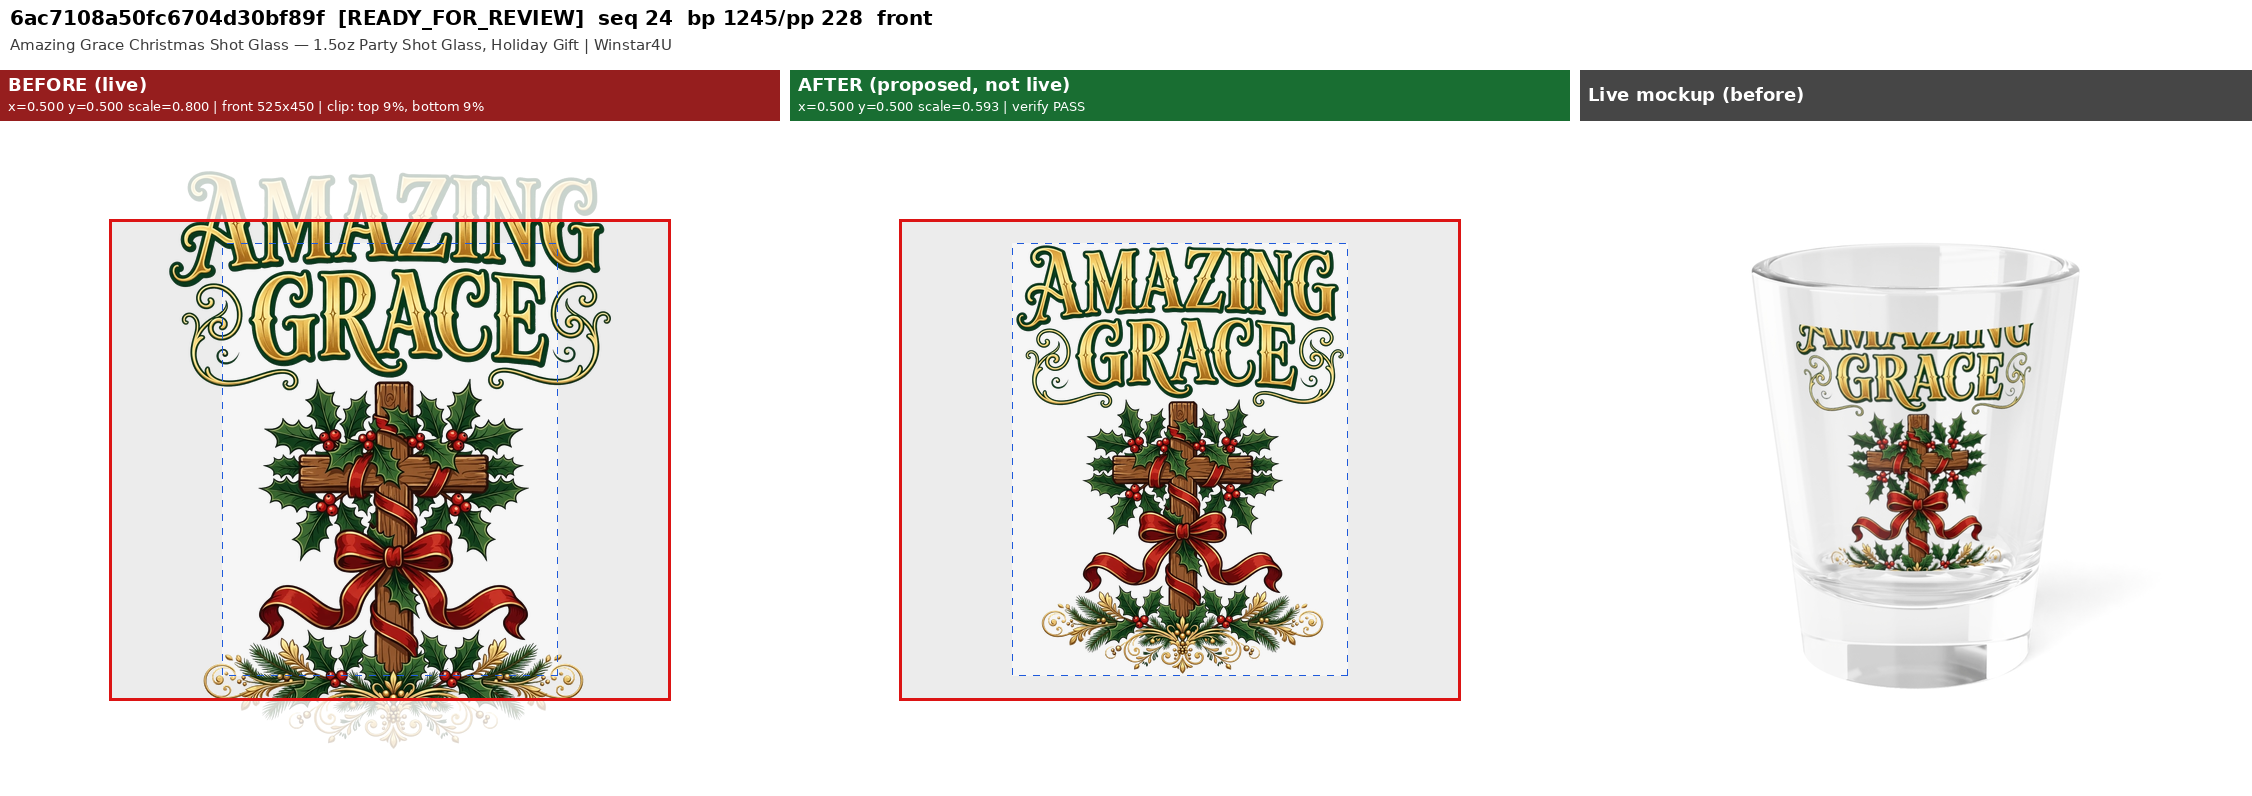 6ac7108a50fc6704d30bf89f [READY_FOR_REVIEW] seq 24 bp 1245/pp 228 front
Amazing Grace Christmas Shot Glass — 1.5oz Party Shot Glass, Holiday Gift | Winstar4U
BEFORE (live)
x=0.500 y=0.500 scale=0.800 | front 525x450 | clip: top 9%, bottom 9%
AMAZING
GRACE
AFTER (proposed, not live)
x=0.500 y=0.500 scale=0.593 | verify PASS
AMAZING
GRACE
Live mockup (before)
AMAZING
GRACE